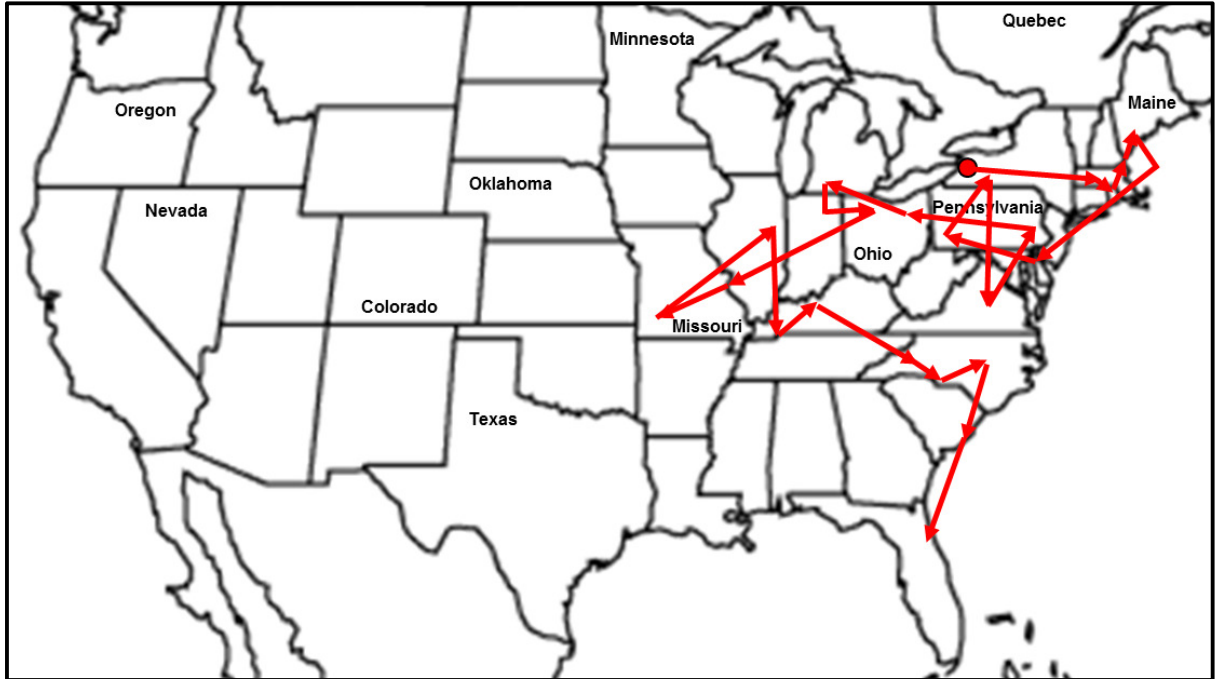 Quebec
Minnesota
Maine
Oregon
Oklahoma
Nevada
Pennsylvania
Ohio
Colorado
Missouri
Texas